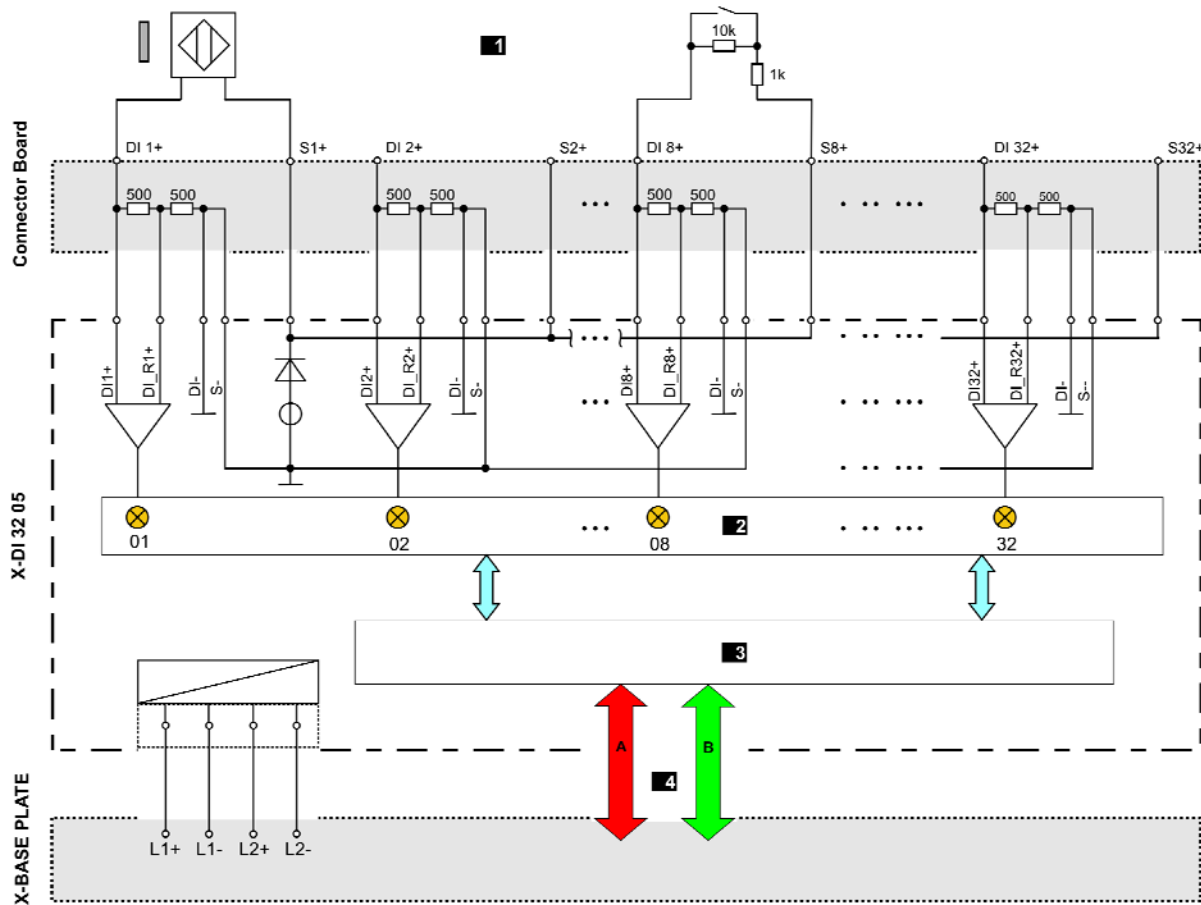 1
10k
1k
Connector Board
DI 1+ S1+ DI 2+ S2+ DI 8+ S8+ DI 32+ S32+
500 500 500 500 500 500 500 500
... ... . .. ...
X-DI 32 05
... . .. ...
DI1+ DI_R1+ DI- S- DI2+ DI_R2+ DI- S- DI8+ DI_R8+ DI- S- DI32+ DI_R32+ DI- S--
... . .. ...
. .. ...
... 2 . .. ...
01 02 08 32
3
A B
4
X-BASE PLATE
L1+ L1- L2+ L2-